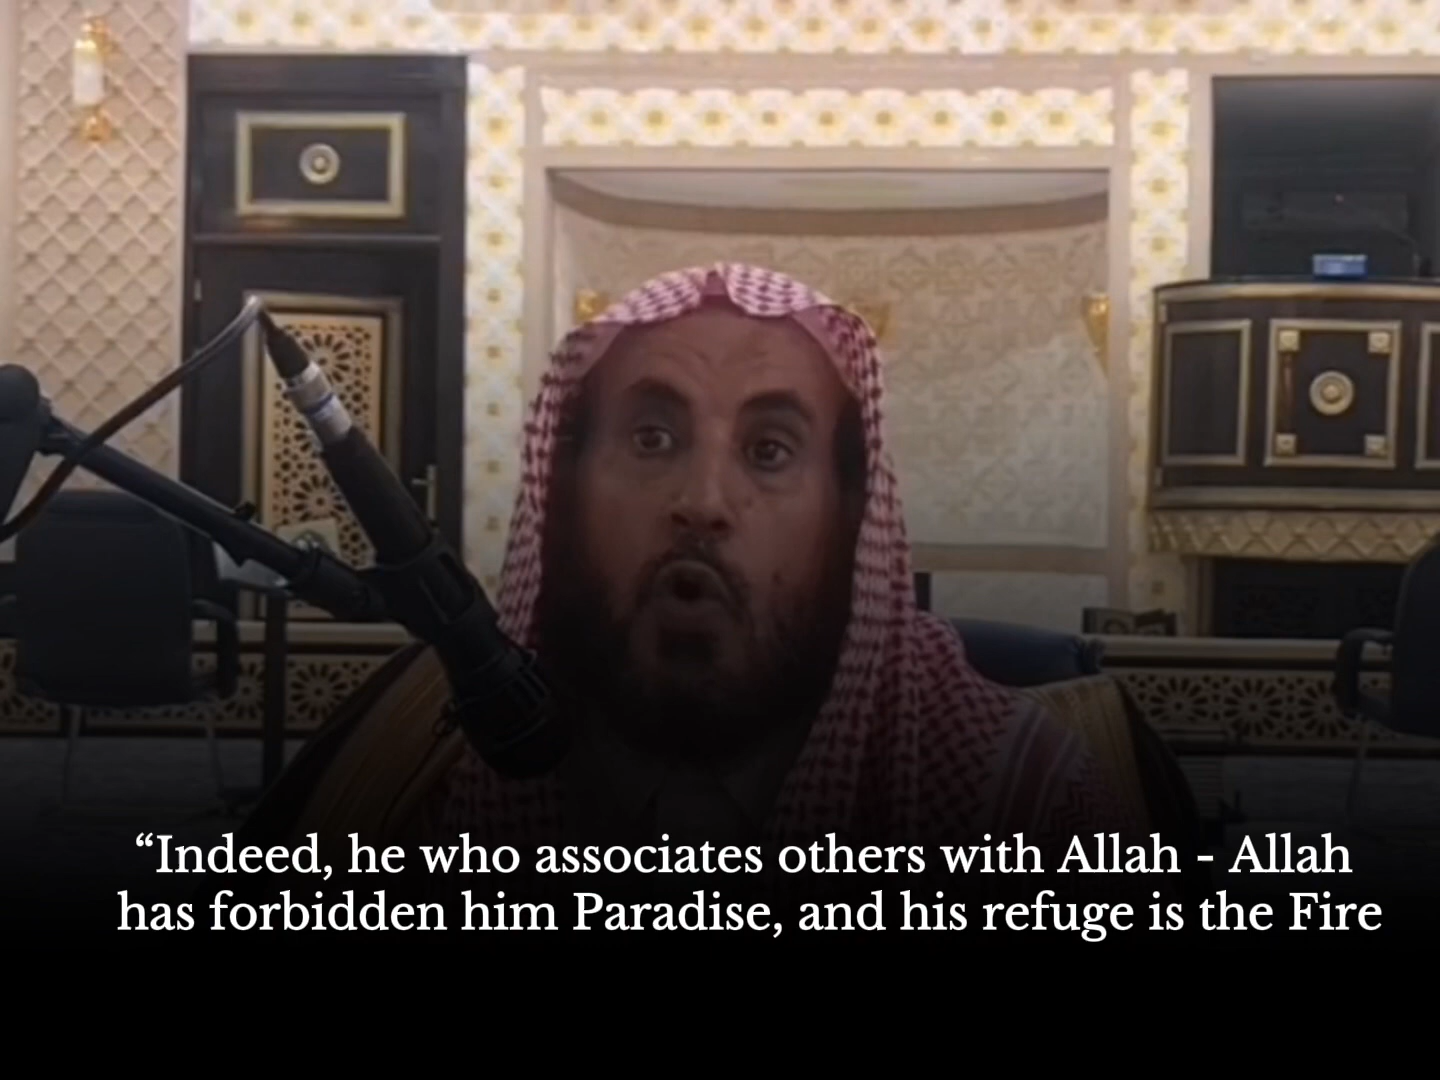 “Indeed, he who associates others with Allah - Allah
has forbidden him Paradise, and his refuge is the Fire